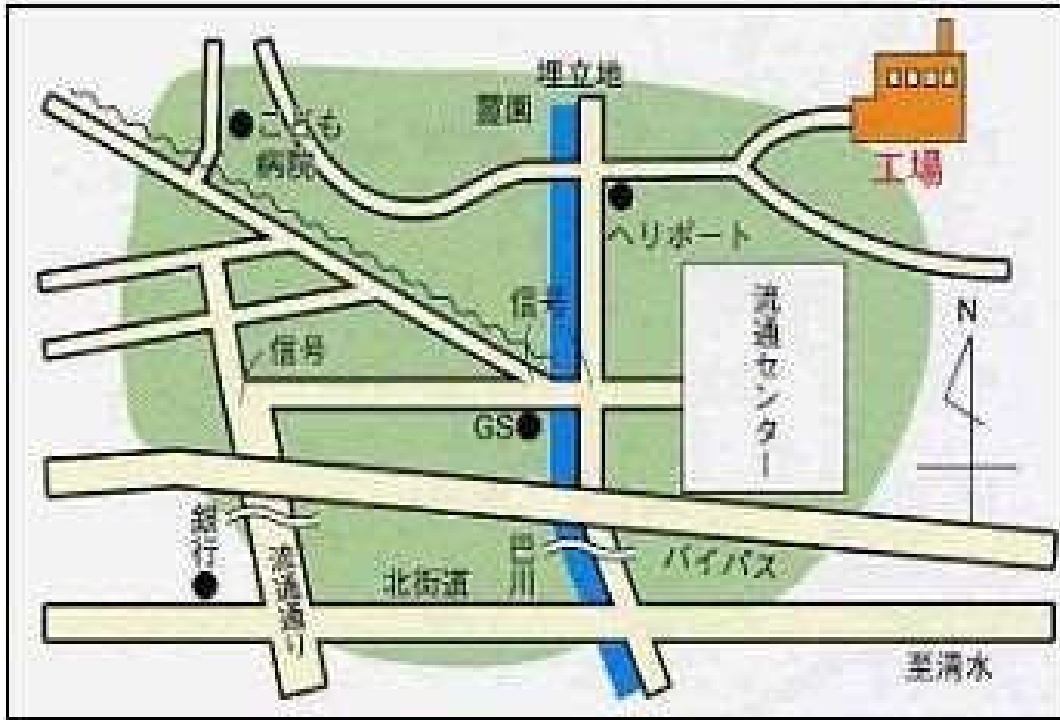 埋立地
霊園
こども
病院
工場
ヘリポート
信号
流通センター
N
信号
GS
銀行
流通通り
北街道
巴川
バイパス
至清水